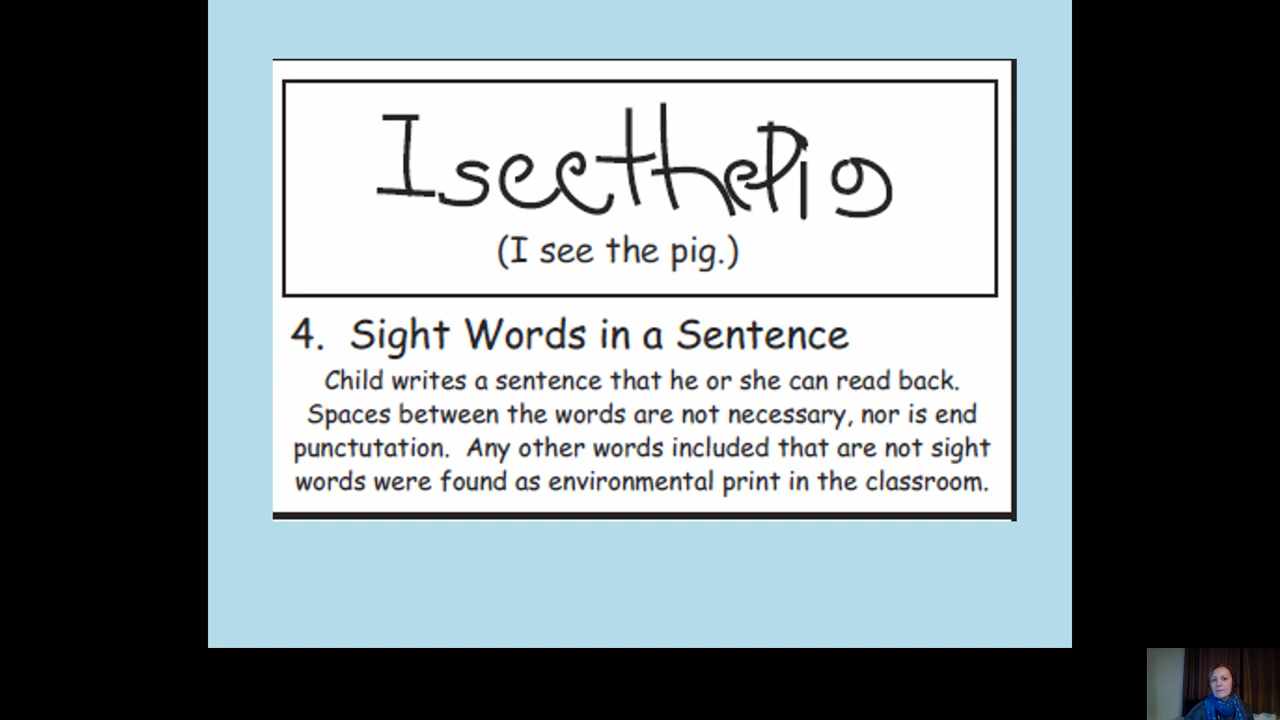 IseethePig
(I see the pig.)
4. Sight Words in a Sentence
Child writes a sentence that he or she can read back.
Spaces between the words are not necessary, nor is end
punctutation. Any other words included that are not sight
words were found as environmental print in the classroom.